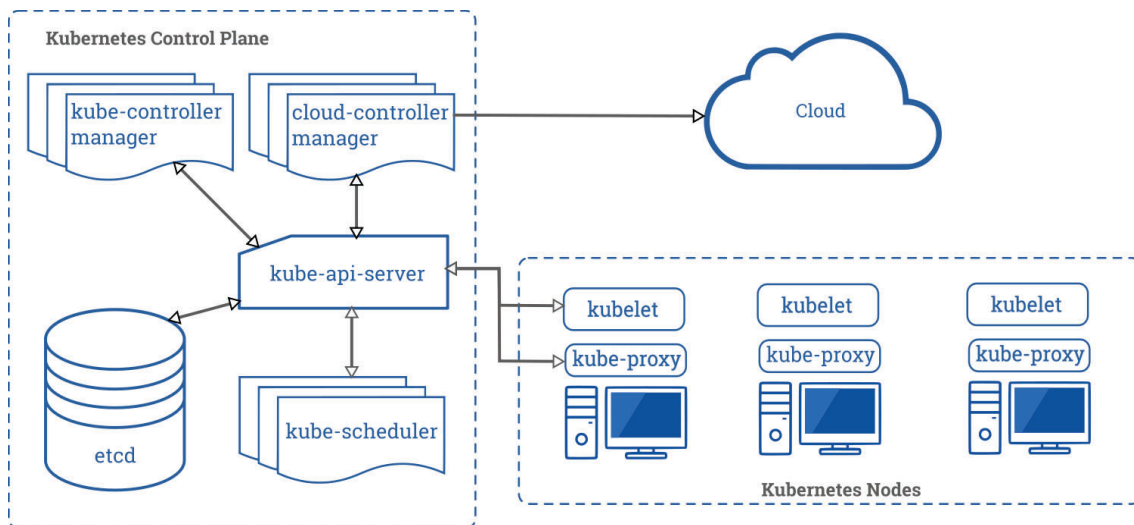 Kubernetes Control Plane
kube-controller
manager
cloud-controller
manager
Cloud
kube-api-server
kubelet
kubelet
kubelet
kube-proxy
kube-proxy
kube-proxy
etcd
kube-scheduler
Kubernetes Nodes